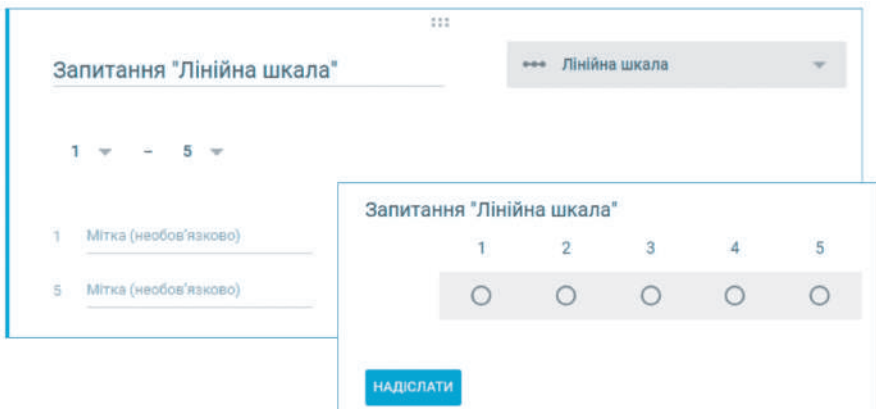 Запитання "Лінійна шкала"
Лінійна шкала
1 – 5
1 Мітка (необов'язково)
5 Мітка (необов'язково)
Запитання "Лінійна шкала"
1 2 3 4 5
НАДІСЛАТИ